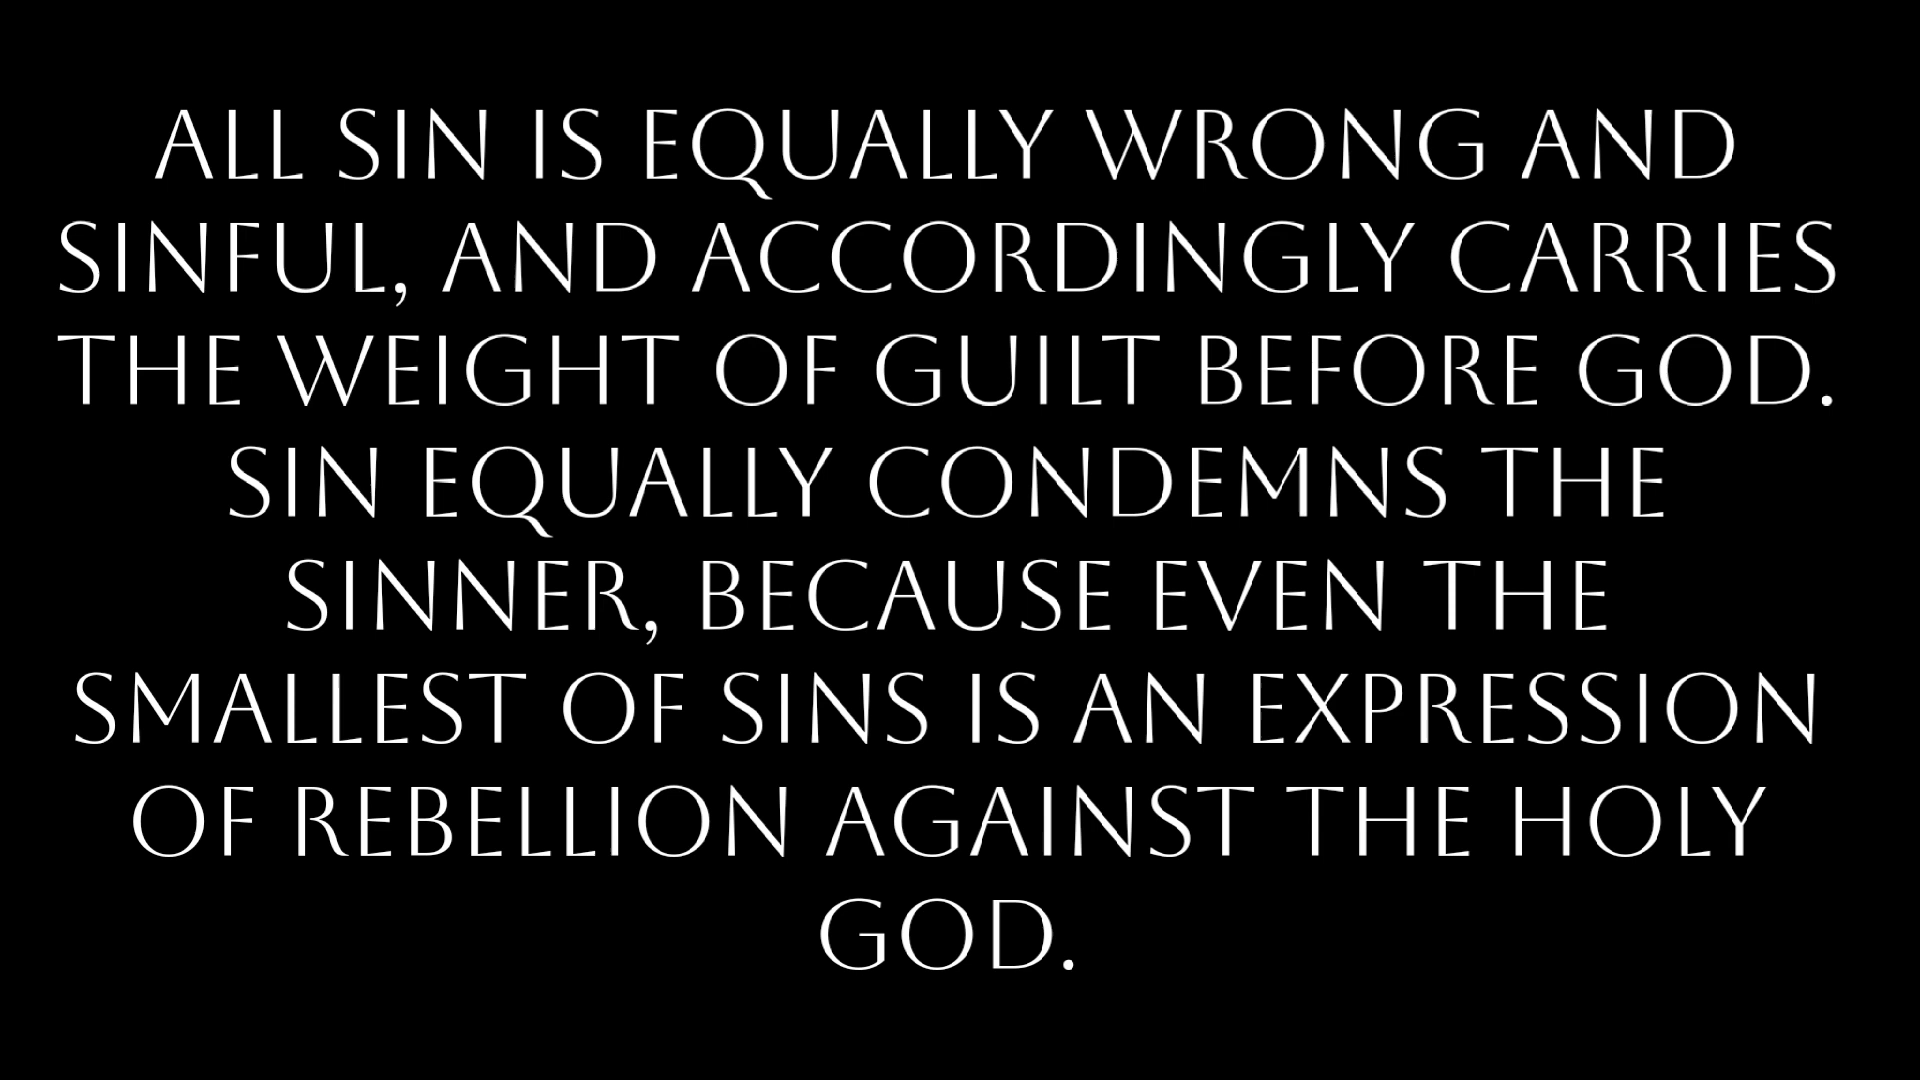 ALL SIN IS EQUALLY WRONG AND
SINFUL, AND ACCORDINGLY CARRIES
THE WEIGHT OF GUILT BEFORE GOD.
SIN EQUALLY CONDEMNS THE
SINNER, BECAUSE EVEN THE
SMALLEST OF SINS IS AN EXPRESSION
OF REBELLION AGAINST THE HOLY
GOD.